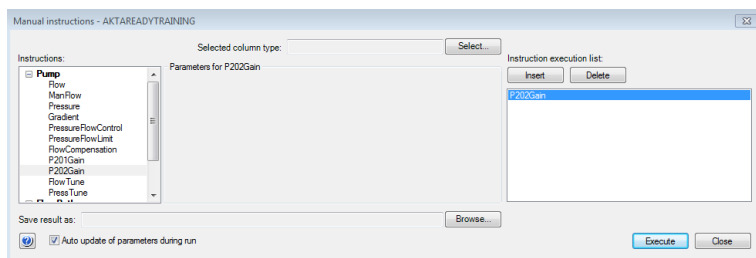 Manual instructions - AKTAREADYTRAINING
Selected column type:
Select...
Instructions:
Pump
Flow
ManFlow
Pressure
Gradient
PressureFlowControl
PressureFlowLimit
FlowCompensation
P201Gain
P202Gain
FlowTune
PressTune
Parameters for P202Gain
Instruction execution list:
Insert Delete
P202Gain
Save result as:
Browse...
Auto update of parameters during run
Execute Close